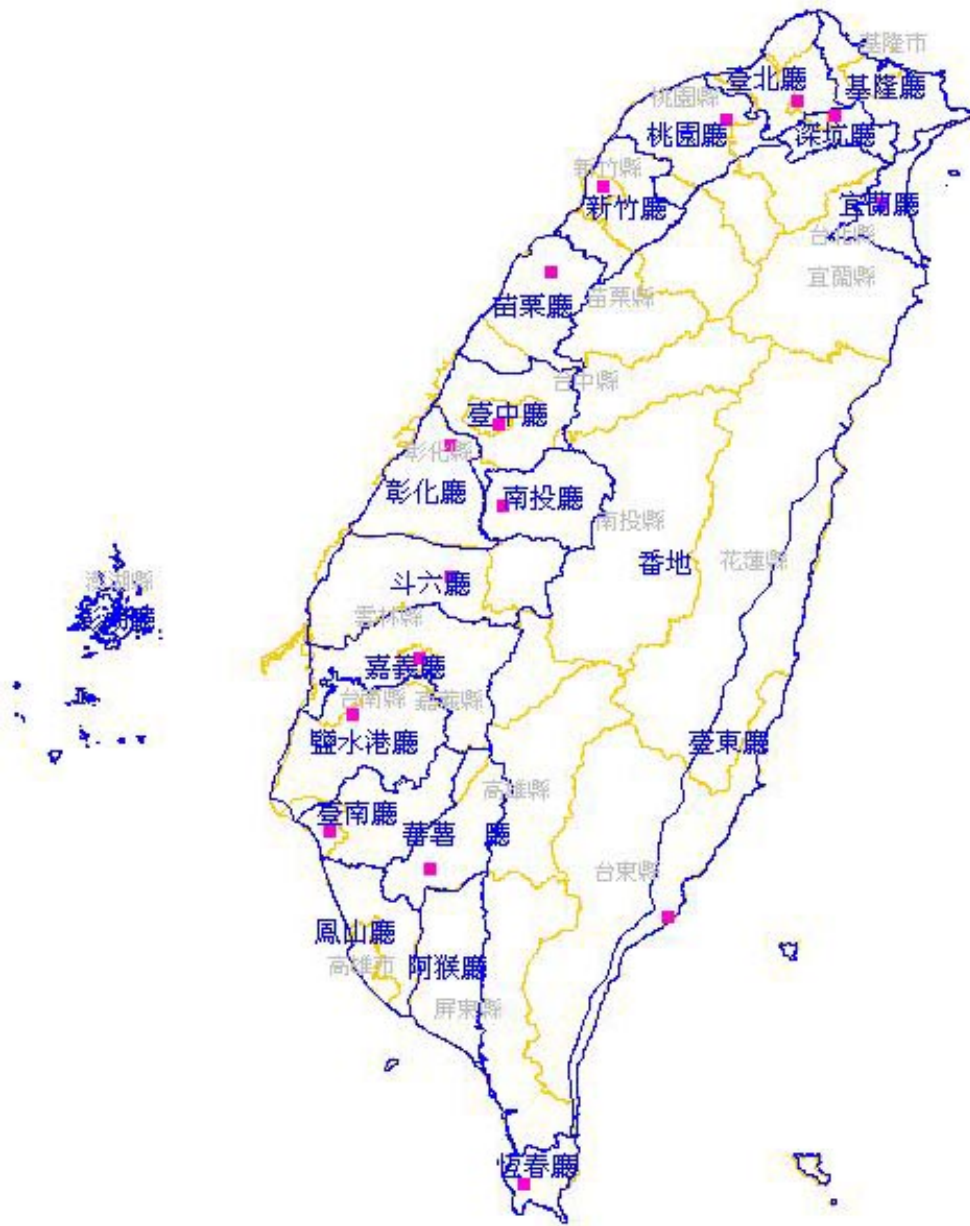 基隆市
臺北廳
基隆廳
桃園縣
桃園廳
深坑廳
新竹縣
新竹廳
宜蘭廳
台北縣
宜蘭縣
苗栗縣
苗栗廳
台中縣
臺中廳
彰化縣
彰化廳
南投廳
南投縣
番地
花蓮縣
斗六廳
澎湖縣
廳
雲林縣
嘉義廳
台南縣
嘉義縣
鹽水港廳
臺東廳
高雄縣
臺南廳
蕃薯 廳
台東縣
鳳山廳
高雄市
阿猴廳
屏東縣
恆春廳